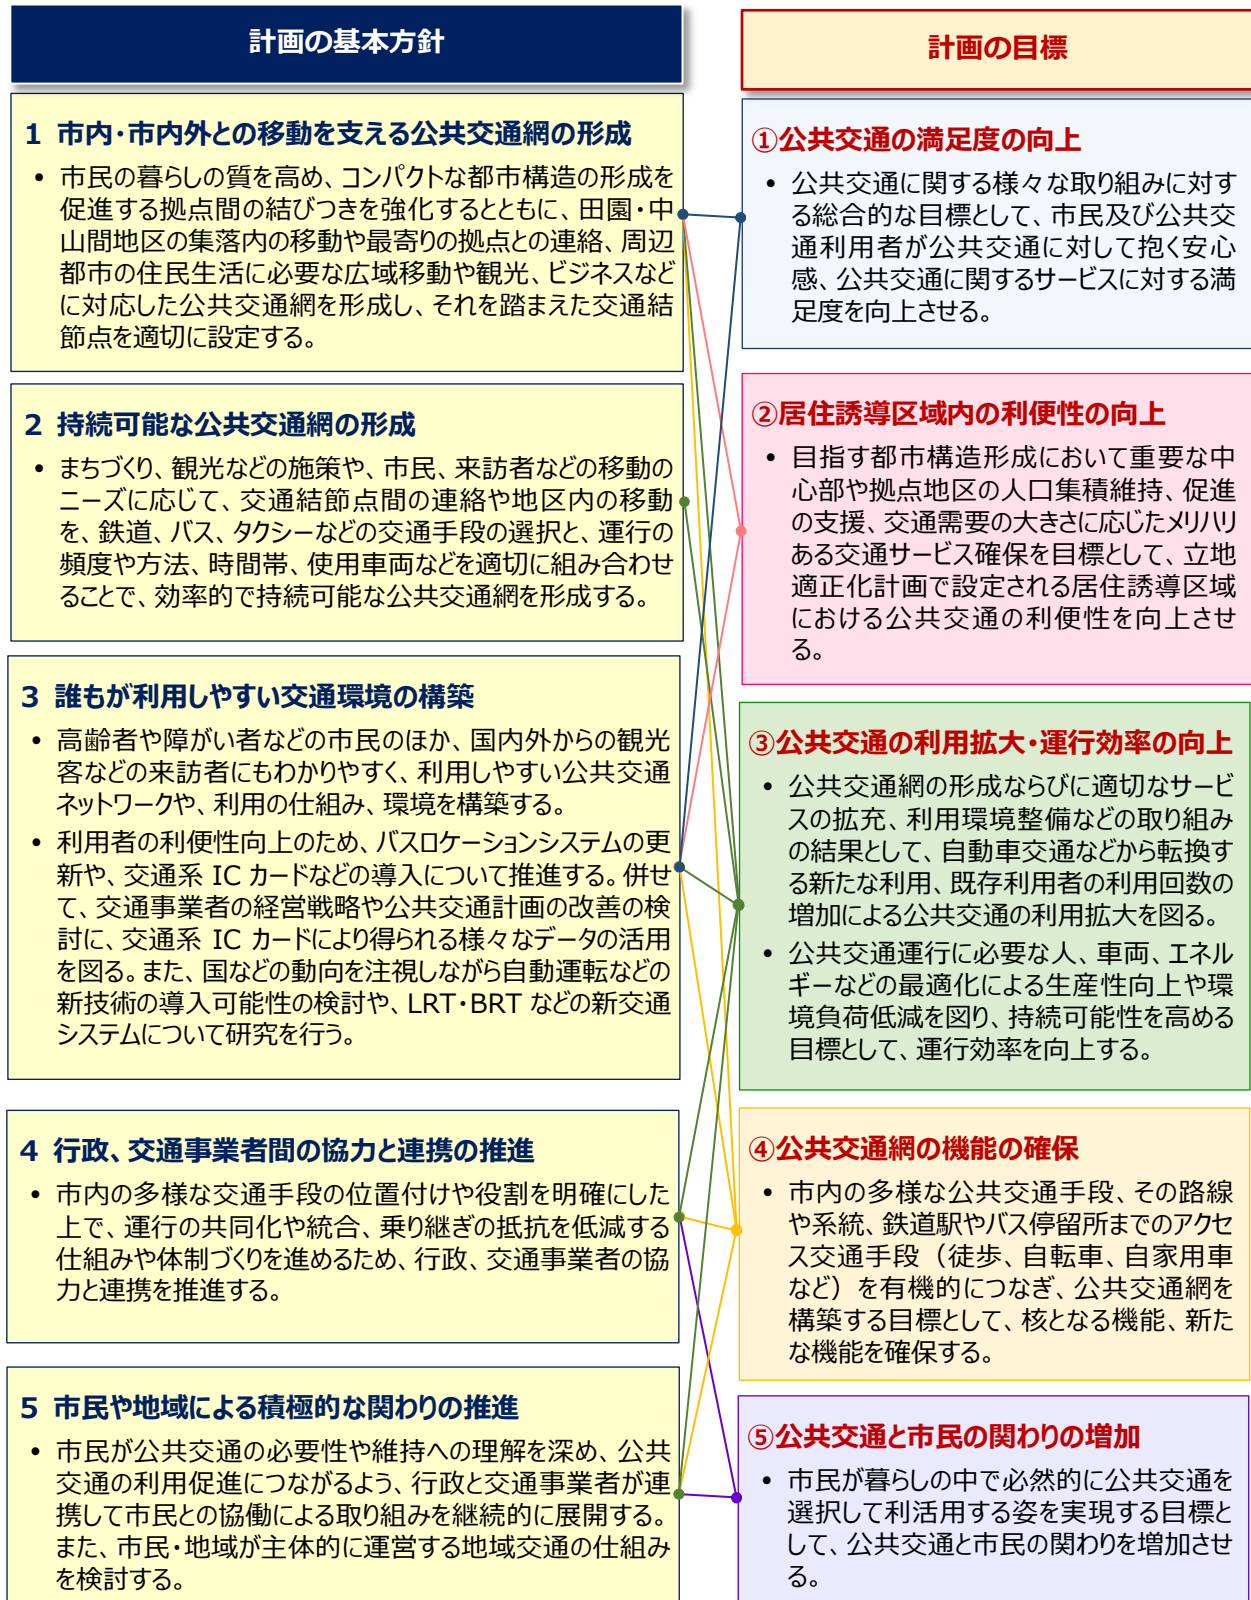 計画の基本方針
1 市内・市内外との移動を支える公共交通網の形成
• 市民の暮らしの質を高め、コンパクトな都市構造の形成を
促進する拠点間の結びつきを強化するとともに、田園・中
山間地区の集落内の移動や最寄りの拠点との連絡、周辺
都市の住民生活に必要な広域移動や観光、ビジネスなど
に対応した公共交通網を形成し、それを踏まえた交通結
節点を適切に設定する。
2 持続可能な公共交通網の形成
• まちづくり、観光などの施策や、市民、来訪者などの移動の
ニーズに応じて、交通結節点間の連絡や地区内の移動
を、鉄道、バス、タクシーなどの交通手段の選択と、運行の
頻度や方法、時間帯、使用車両などを適切に組み合わせ
ることで、効率的で持続可能な公共交通網を形成する。
3 誰もが利用しやすい交通環境の構築
• 高齢者や障がい者などの市民のほか、国内外からの観光
客などの来訪者にもわかりやすく、利用しやすい公共交通
ネットワークや、利用の仕組み、環境を構築する。
• 利用者の利便性向上のため、バスロケーションシステムの更
新や、交通系 IC カードなどの導入について推進する。併せ
て、交通事業者の経営戦略や公共交通計画の改善の検
討に、交通系 IC カードにより得られる様々なデータの活用
を図る。また、国などの動向を注視しながら自動運転などの
新技術の導入可能性の検討や、LRT・BRT などの新交通
システムについて研究を行う。
4 行政、交通事業者間の協力と連携の推進
• 市内の多様な交通手段の位置付けや役割を明確にした
上で、運行の共同化や統合、乗り継ぎの抵抗を低減する
仕組みや体制づくりを進めるため、行政、交通事業者の協
力と連携を推進する。
5 市民や地域による積極的な関わりの推進
• 市民が公共交通の必要性や維持への理解を深め、公共
交通の利用促進につながるよう、行政と交通事業者が連
携して市民との協働による取り組みを継続的に展開する。
また、市民・地域が主体的に運営する地域交通の仕組み
を検討する。
計画の目標
①公共交通の満足度の向上
• 公共交通に関する様々な取り組みに対す
る総合的な目標として、市民及び公共交
通利用者が公共交通に対して抱く安心
感、公共交通に関するサービスに対する満
足度を向上させる。
②居住誘導区域内の利便性の向上
• 目指す都市構造形成において重要な中
心部や拠点地区の人口集積維持、促進
の支援、交通需要の大きさに応じたメリハリ
ある交通サービス確保を目標として、立地
適正化計画で設定される居住誘導区域
における公共交通の利便性を向上させ
る。
③公共交通の利用拡大・運行効率の向上
• 公共交通網の形成ならびに適切なサービ
スの拡充、利用環境整備などの取り組み
の結果として、自動車交通などから転換す
る新たな利用、既存利用者の利用回数の
増加による公共交通の利用拡大を図る。
• 公共交通運行に必要な人、車両、エネル
ギーなどの最適化による生産性向上や環
境負荷低減を図り、持続可能性を高める
目標として、運行効率を向上する。
④公共交通網の機能の確保
• 市内の多様な公共交通手段、その路線
や系統、鉄道駅やバス停留所までのアクセ
ス交通手段（徒歩、自転車、自家用車
など）を有機的につなぎ、公共交通網を
構築する目標として、核となる機能、新た
な機能を確保する。
⑤公共交通と市民の関わりの増加
• 市民が暮らしの中で必然的に公共交通を
選択して利活用する姿を実現する目標と
して、公共交通と市民の関わりを増加させ
る。